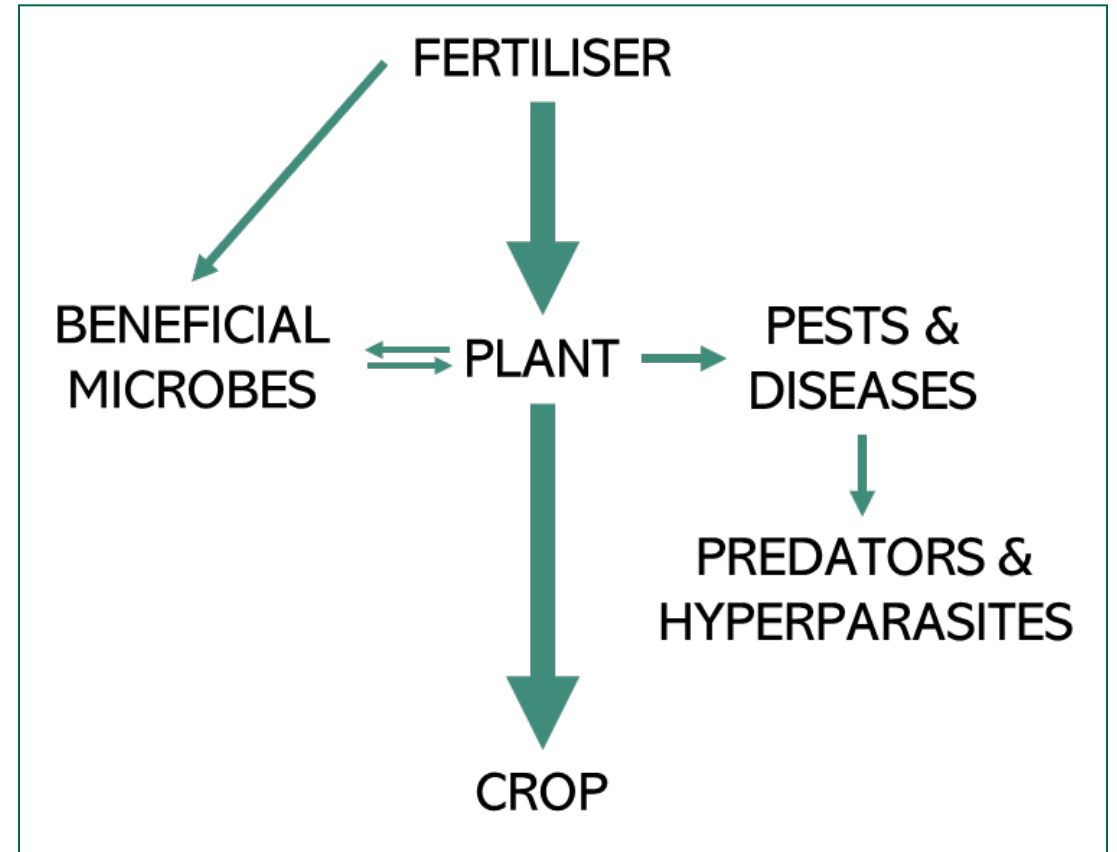 FERTILISER
BENEFICIAL
MICROBES
PLANT
PESTS &
DISEASES
PREDATORS &
HYPERPARASITES
CROP